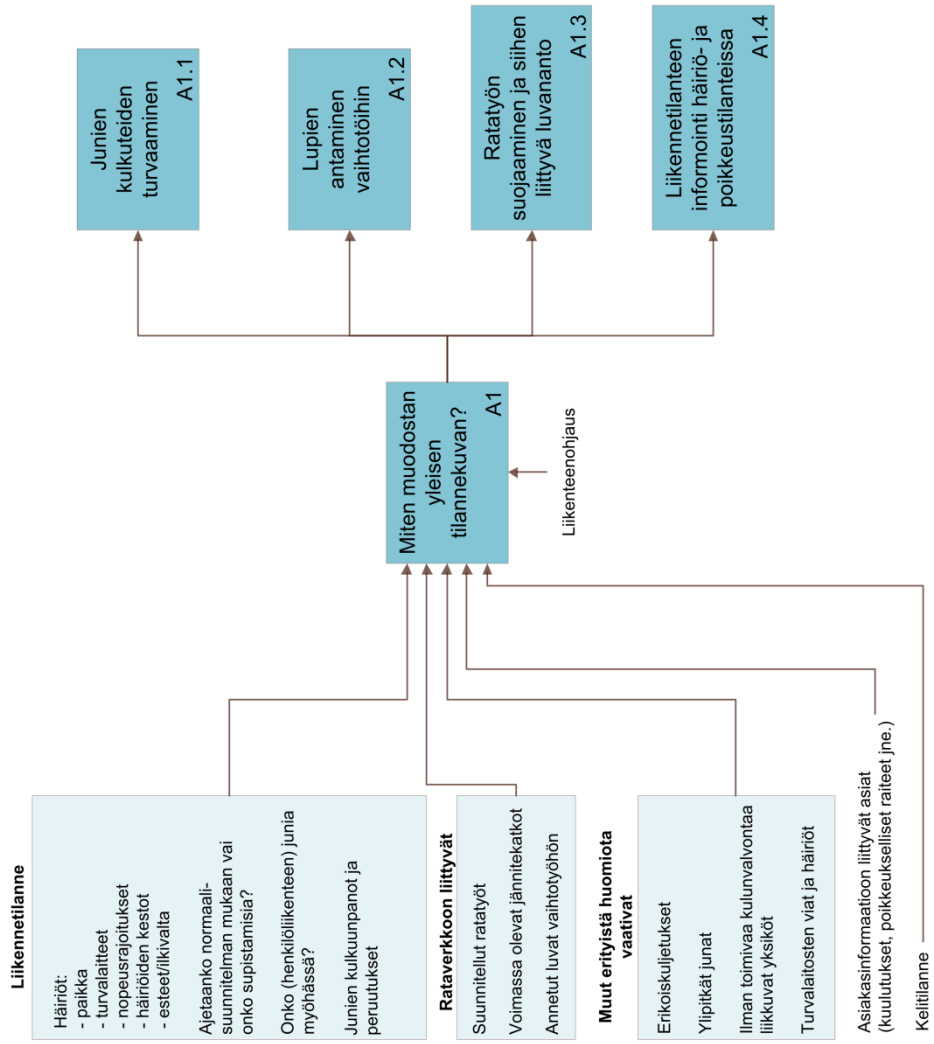 Liikennetilanne
Häiriöt:
- paikka
- turvalaitteet
- nopeusrajoitukset
- häiriöiden kestot
- esteet/ilkivalta
Ajetaanko normaali-
suunnitelman mukaan vai
onko supistamisia?
Onko (henkilöliikenteen) junia
myöhässä?
Junien kulkuunpanot ja
peruutukset
Rataverkkoon liittyvät
Suunnitellut ratatyöt
Voimassa olevat jännitekatkot
Annetut luvat vaihtotyöhön
Muut erityistä huomiota
vaativat
Erikoiskuljetukset
Ylipitkät junat
Ilman toimivaa kulunvalvontaa
liikkuvat yksiköt
Turvalaitosten viat ja häiriöt
Asiakasinformaatioon liittyvät asiat
(kuulutukset, poikkeukselliset raiteet jne.)
Kelitilanne
Miten muodostan
yleisen
tilannekuvan?
A1
Liikenteenohjaus
Junien
kulkuteiden
turvaaminen
A1.1
Lupien
antaminen
vaihtotöihin
A1.2
Ratatyön
suojaaminen ja siihen
liittyvä luvananto
A1.3
Liikennetilanteen
informointi häiriö- ja
poikkeustilanteissa
A1.4